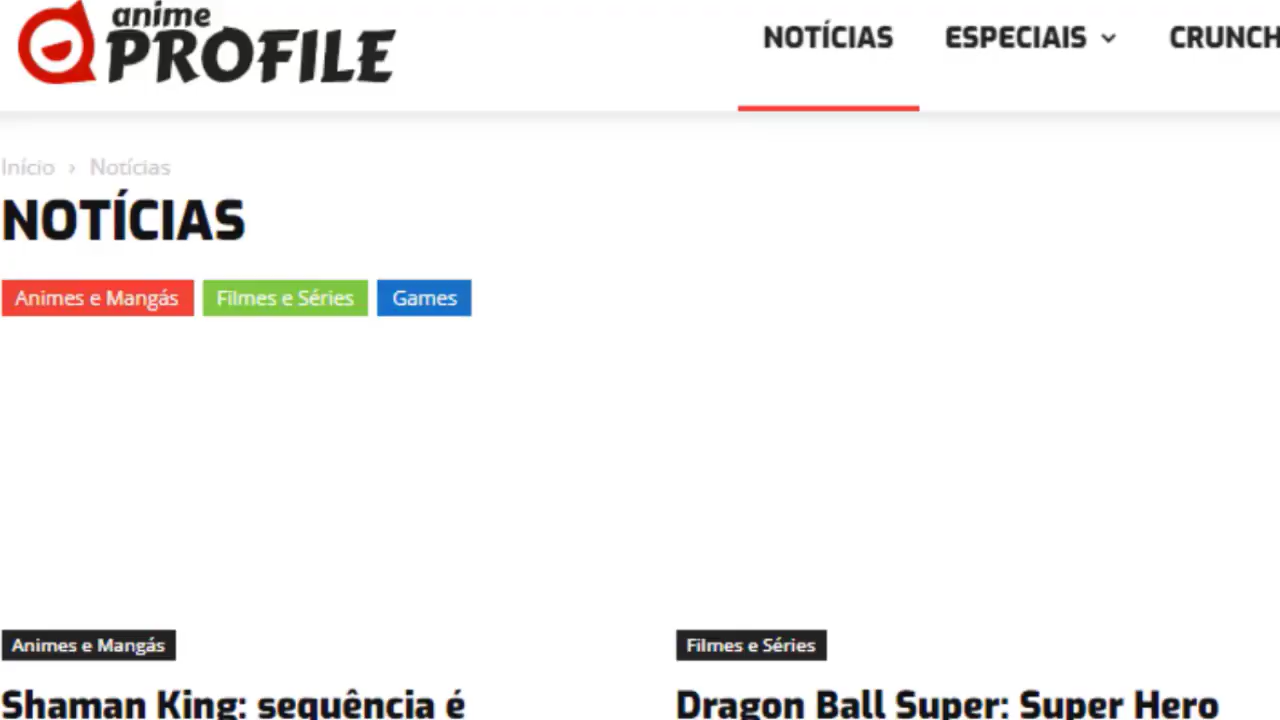 anime
PROFILE
NOTÍCIAS ESPECIAIS CRUNCH
Início › Notícias
NOTÍCIAS
Animes e Mangás Filmes e Séries Games
Animes e Mangás Filmes e Séries
Shaman King: sequência é Dragon Ball Super: Super Hero